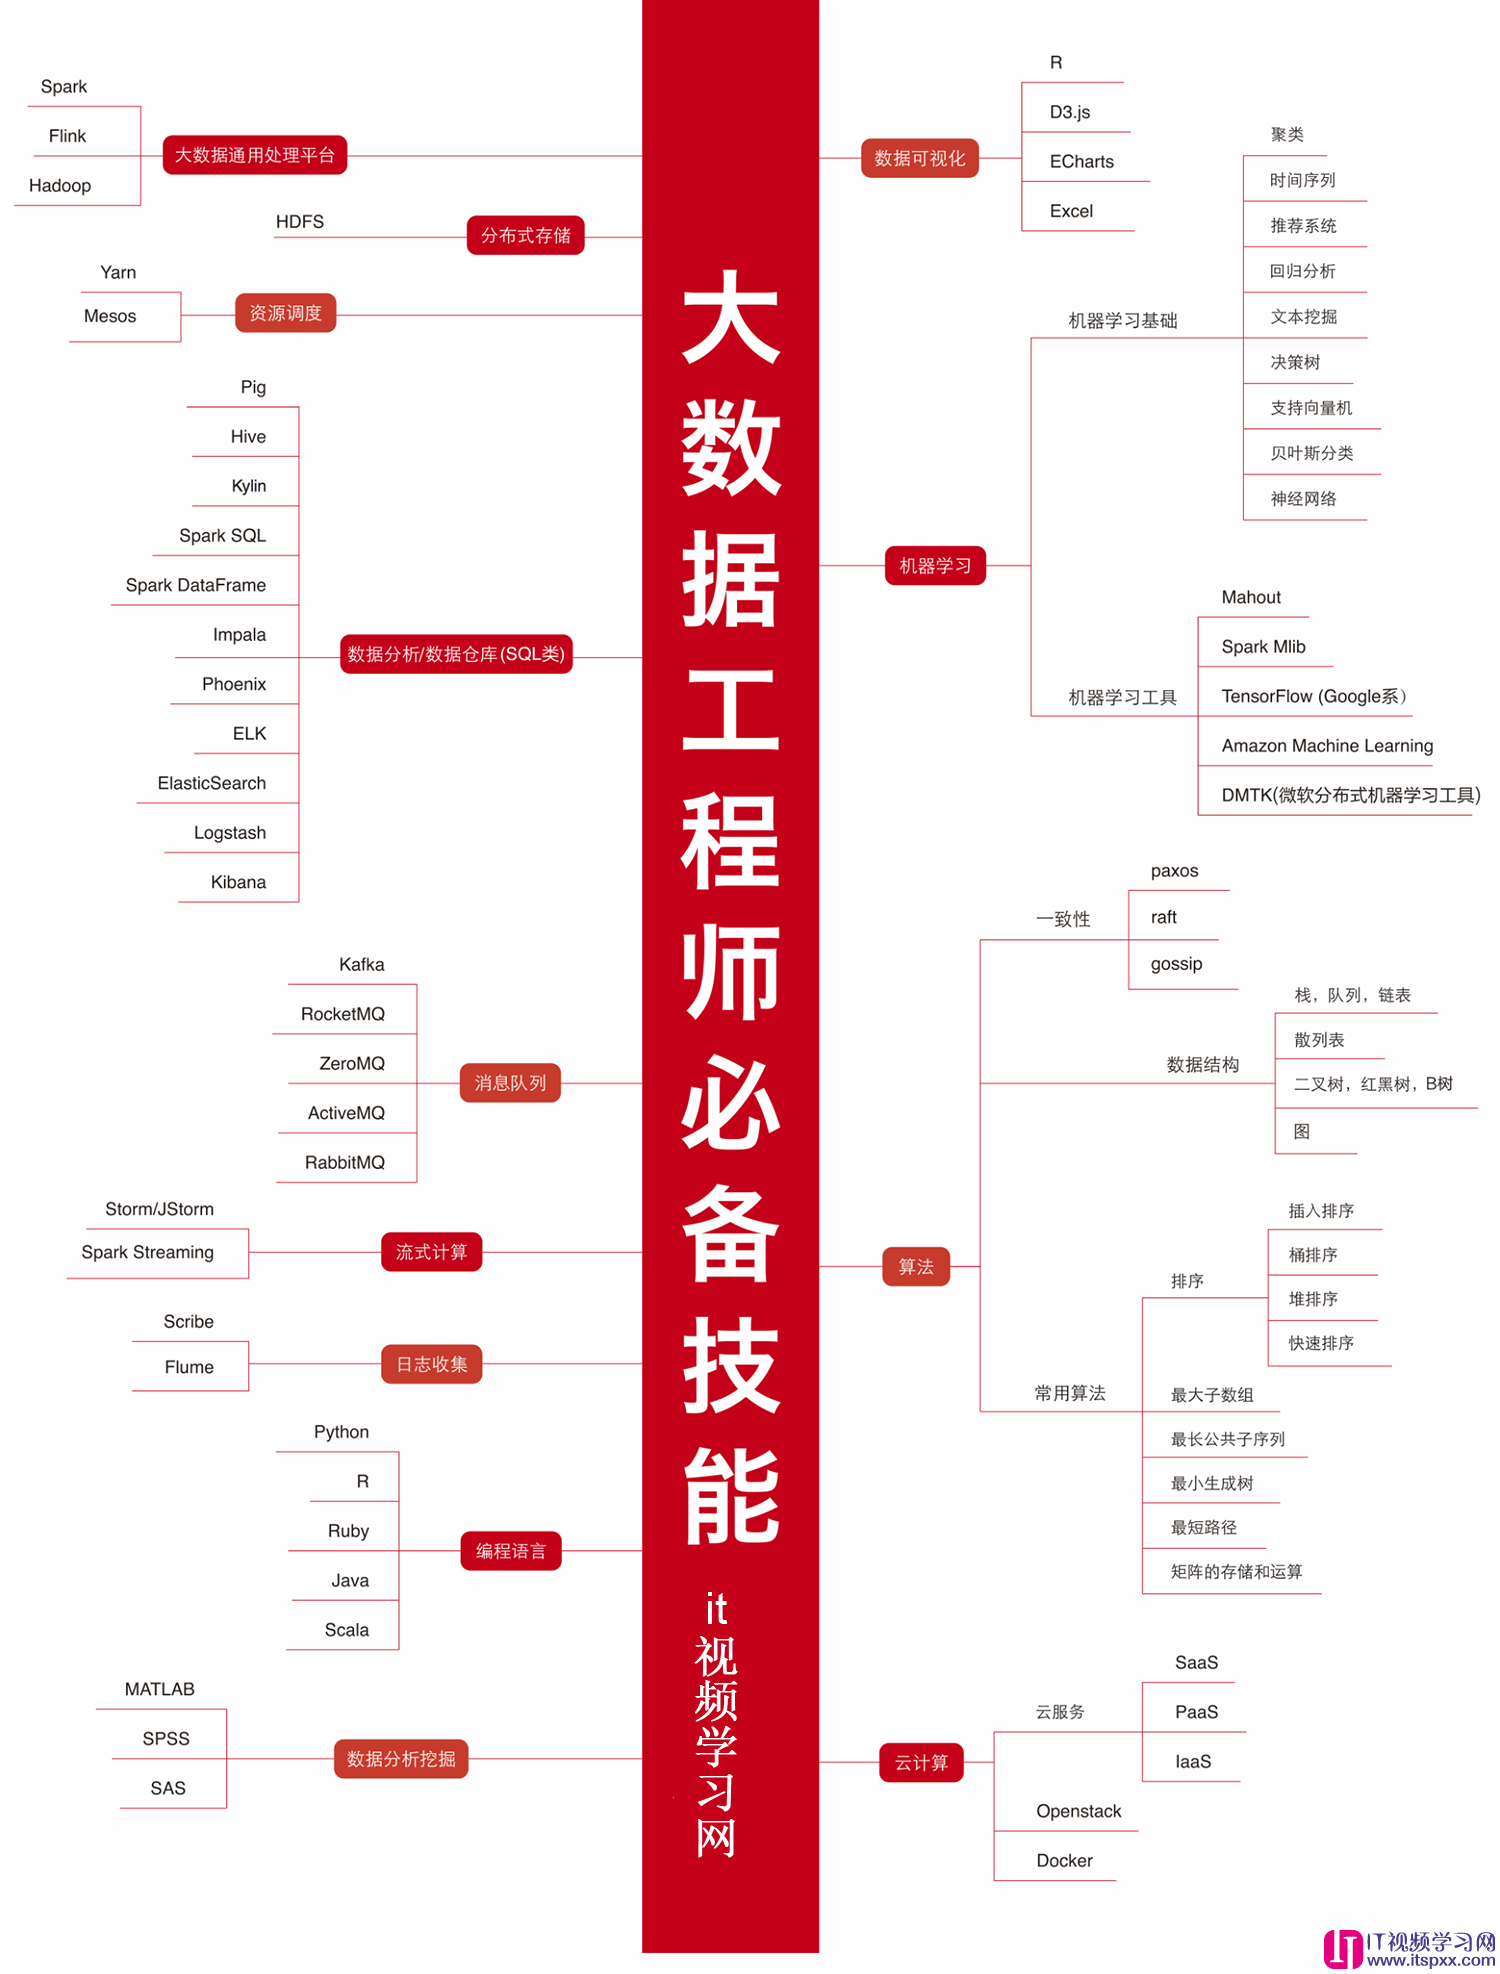 大数据工程师必备技能
it视频学习网
大数据通用处理平台
Spark
Flink
Hadoop
分布式存储
HDFS
资源调度
Yarn
Mesos
数据分析/数据仓库(SQL类)
Pig
Hive
Kylin
Spark SQL
Spark DataFrame
Impala
Phoenix
ELK
ElasticSearch
Logstash
Kibana
消息队列
Kafka
RocketMQ
ZeroMQ
ActiveMQ
RabbitMQ
流式计算
Storm/JStorm
Spark Streaming
日志收集
Scribe
Flume
编程语言
Python
R
Ruby
Java
Scala
数据分析挖掘
MATLAB
SPSS
SAS
数据可视化
R
D3.js
ECharts
Excel
机器学习
机器学习基础
聚类
时间序列
推荐系统
回归分析
文本挖掘
决策树
支持向量机
贝叶斯分类
神经网络
机器学习工具
Mahout
Spark Mlib
TensorFlow (Google系）
Amazon Machine Learning
DMTK(微软分布式机器学习工具)
算法
一致性
paxos
raft
gossip
数据结构
栈，队列，链表
散列表
二叉树，红黑树，B树
图
常用算法
排序
插入排序
桶排序
堆排序
快速排序
最大子数组
最长公共子序列
最小生成树
最短路径
矩阵的存储和运算
云计算
云服务
SaaS
PaaS
IaaS
Openstack
Docker
IT视频学习网
www.itspxx.com